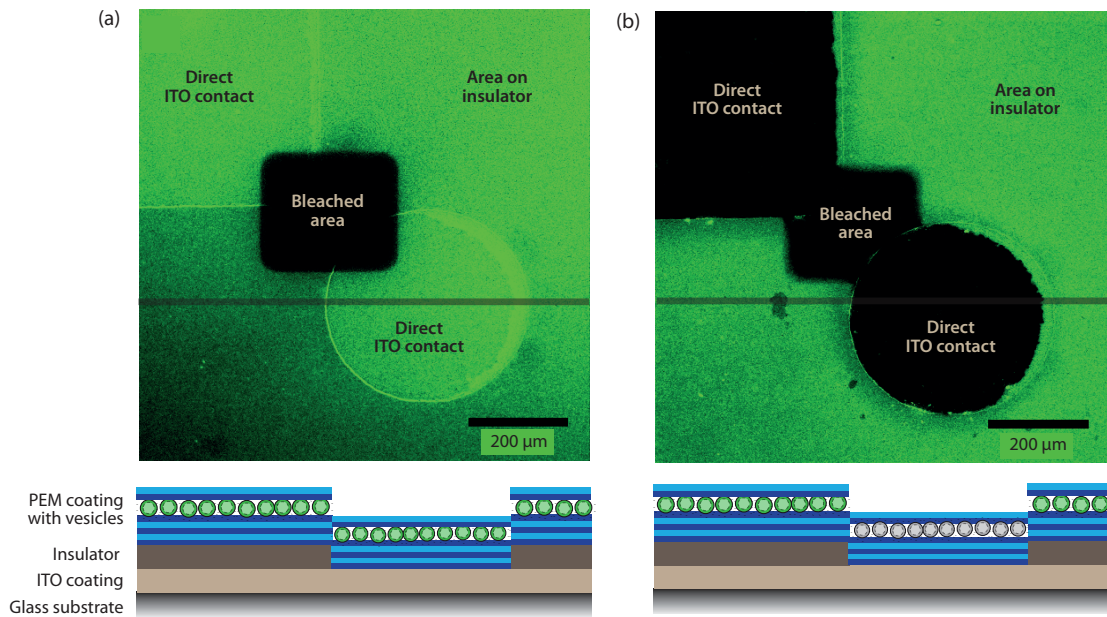 (a)
Direct
ITO contact
Area on
insulator
Bleached
area
Direct
ITO contact
200 μm
(b)
Direct
ITO contact
Area on
insulator
Bleached
area
Direct
ITO contact
200 μm
PEM coating
with vesicles
Insulator
ITO coating
Glass substrate